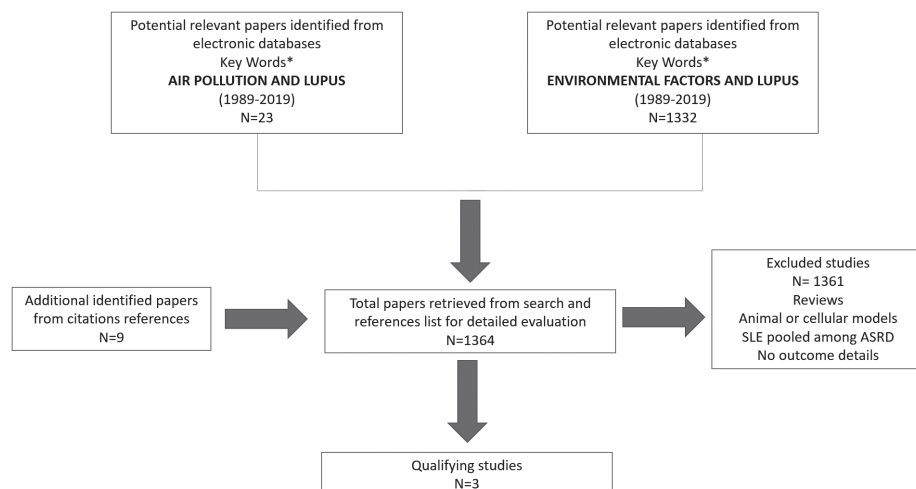 Potential relevant papers identified from
electronic databases
Key Words*
AIR POLLUTION AND LUPUS
(1989-2019)
N=23
Potential relevant papers identified from
electronic databases
Key Words*
ENVIRONMENTAL FACTORS AND LUPUS
(1989-2019)
N=1332
Additional identified papers
from citations references
N=9
Total papers retrieved from search and
references list for detailed evaluation
N=1364
Excluded studies
N= 1361
Reviews
Animal or cellular models
SLE pooled among ASRD
No outcome details
Qualifying studies
N=3